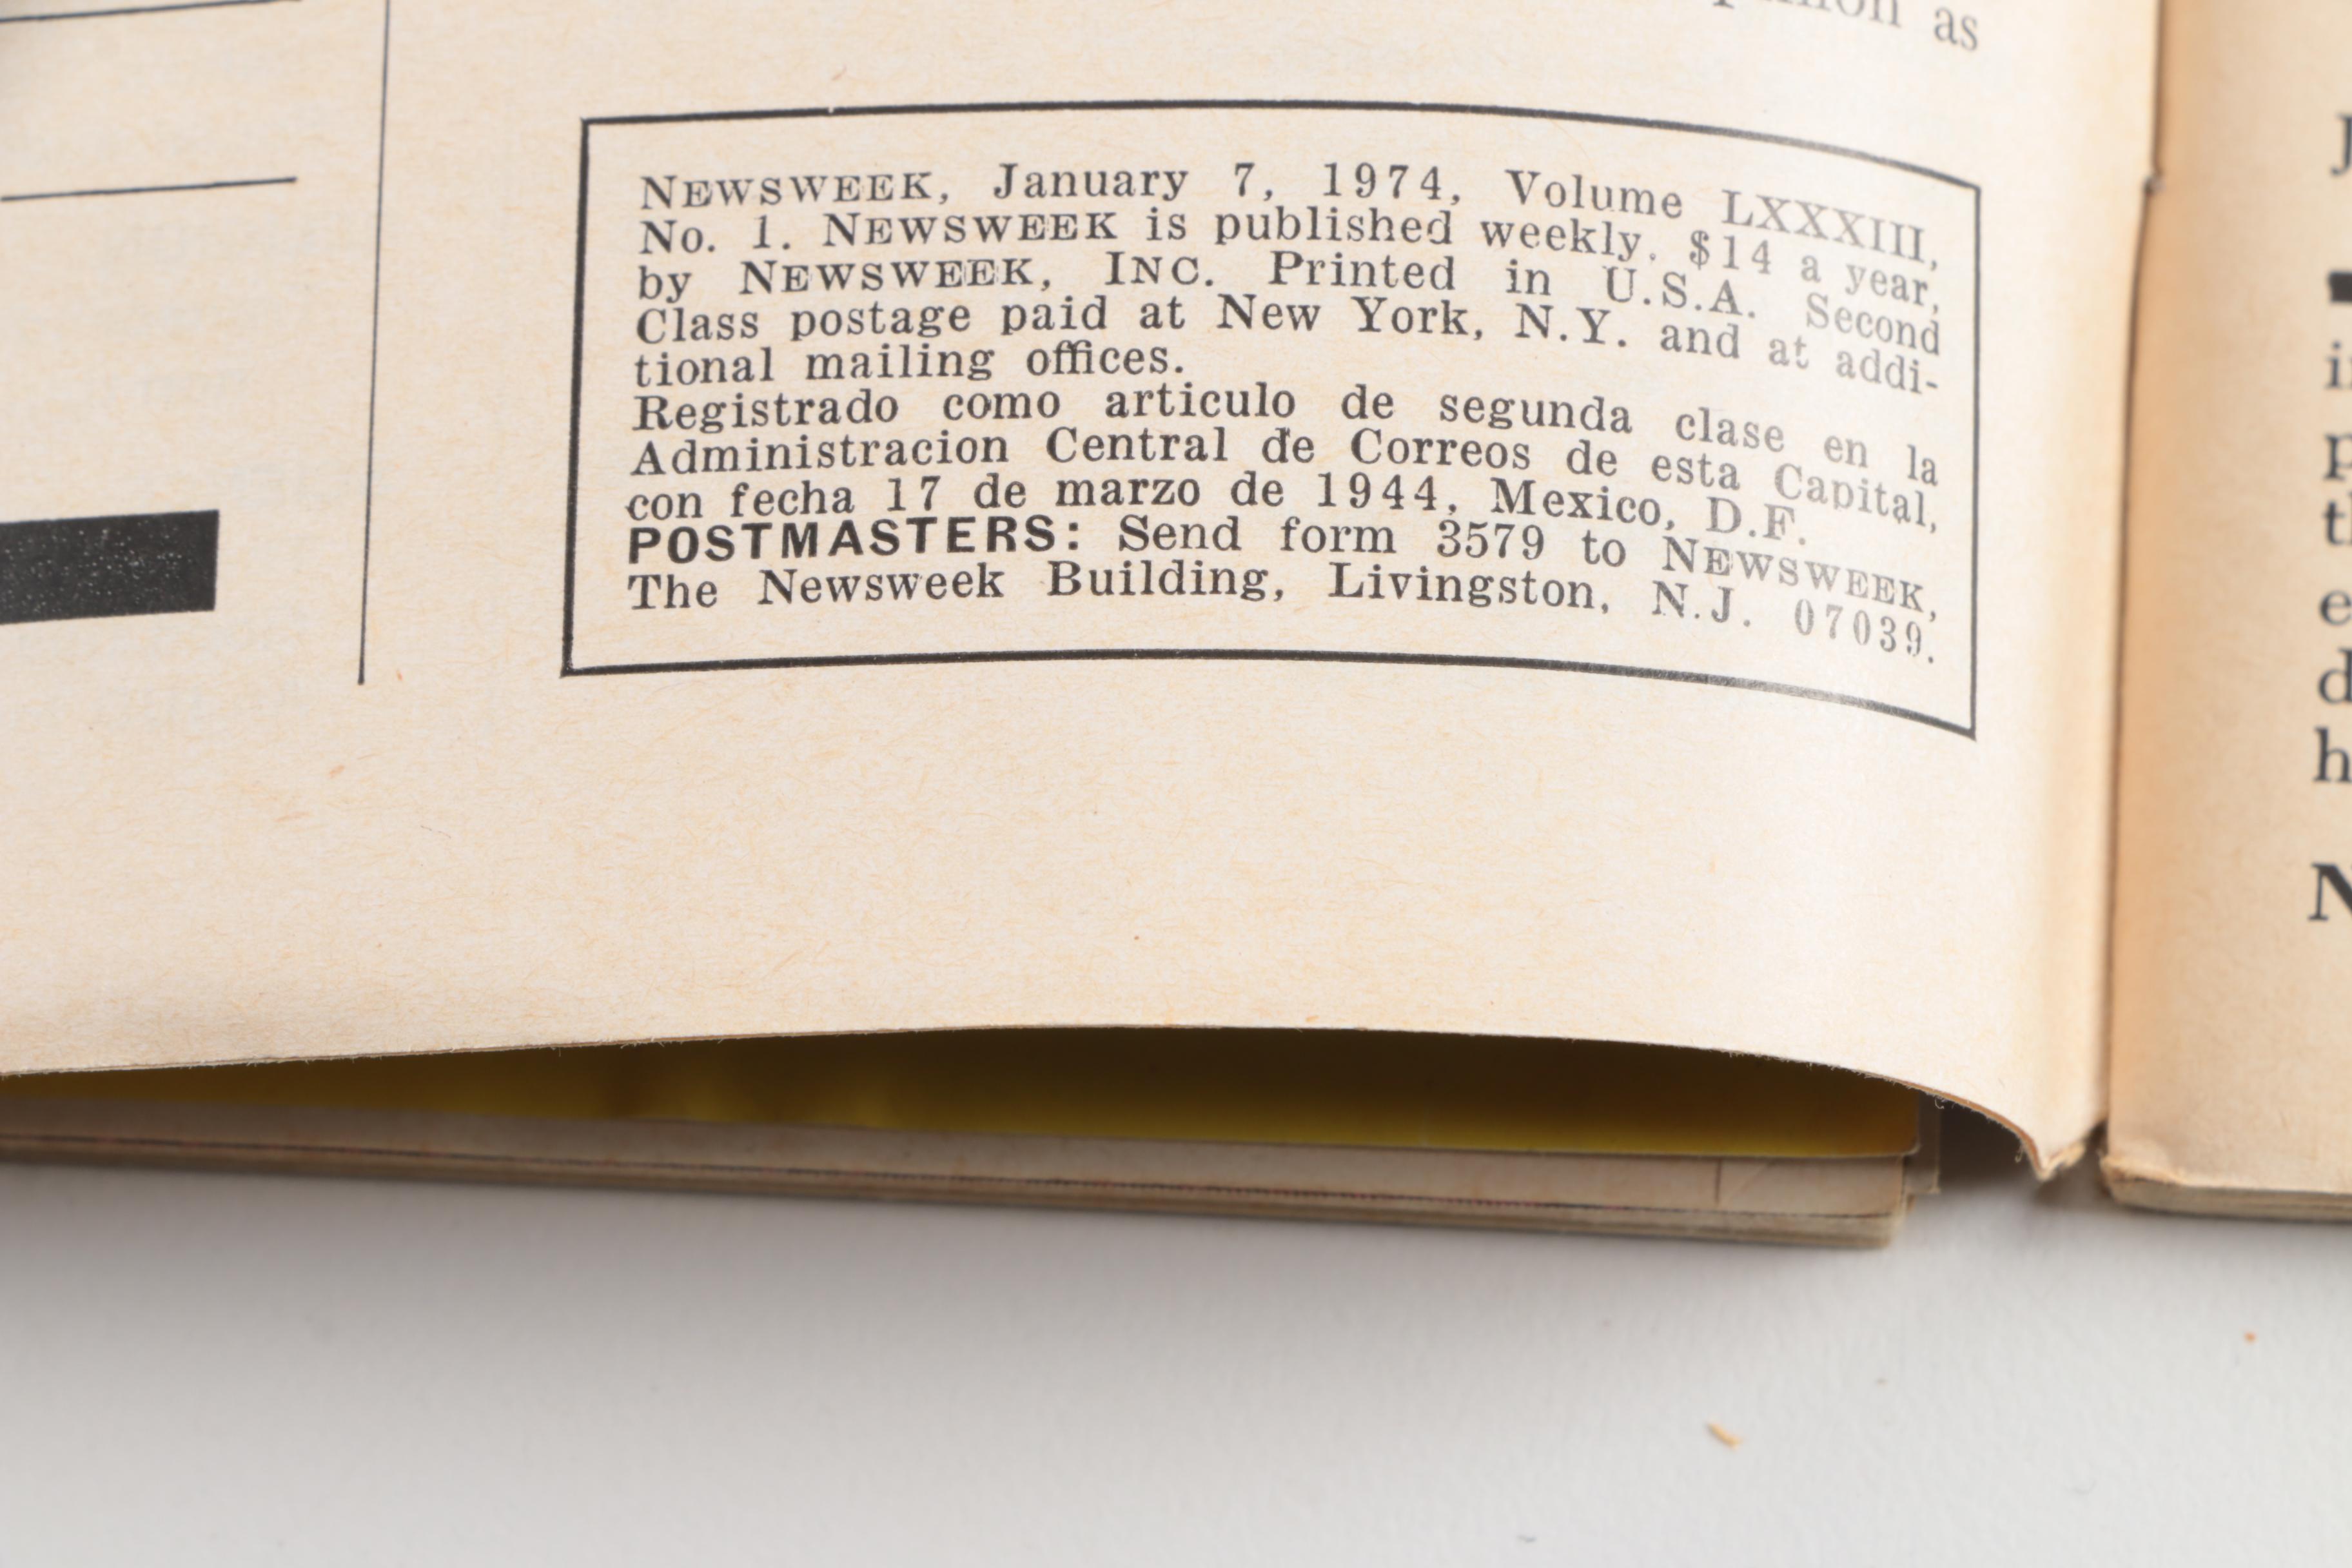 as
NEWSWEEK, January 7, 1974, Volume LXXXIII,
No. 1. NEWSWEEK is published weekly. $14 a year,
by NEWSWEEK, INC. Printed in U.S.A. Second
Class postage paid at New York, N.Y. and at addi-
tional mailing offices.
Registrado como articulo de segunda clase en la
Administracion Central de Correos de esta Capital,
con fecha 17 de marzo de 1944, Mexico, D.F.
POSTMASTERS: Send form 3579 to NEWSWEEK,
The Newsweek Building, Livingston, N.J. 07039.